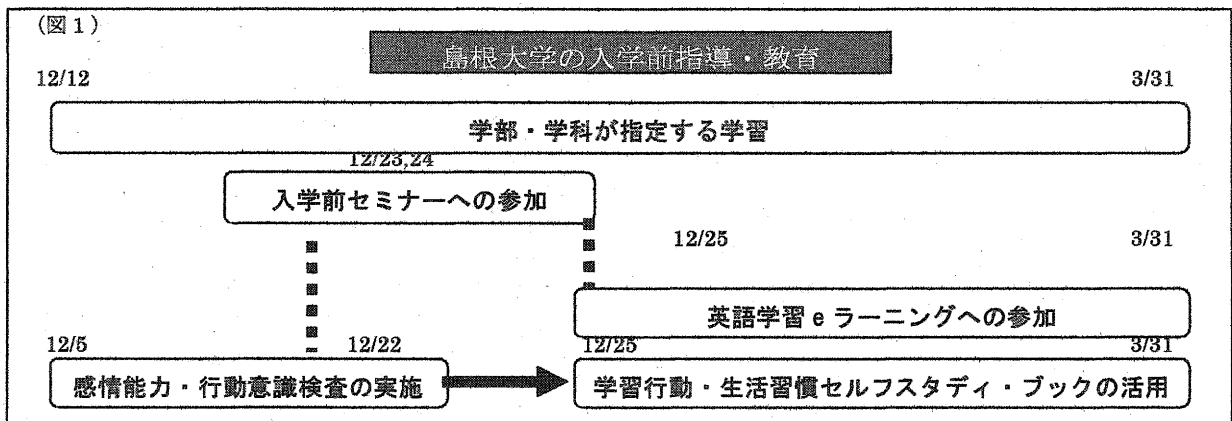 (図1)
島根大学の入学前指導・教育
12/12 3/31
学部・学科が指定する学習
12/23,24
入学前セミナーへの参加
12/25 3/31
英語学習eラーニングへの参加
12/5 12/22 12/25 3/31
感情能力・行動意識検査の実施 学習行動・生活習慣セルフスタディ・ブックの活用